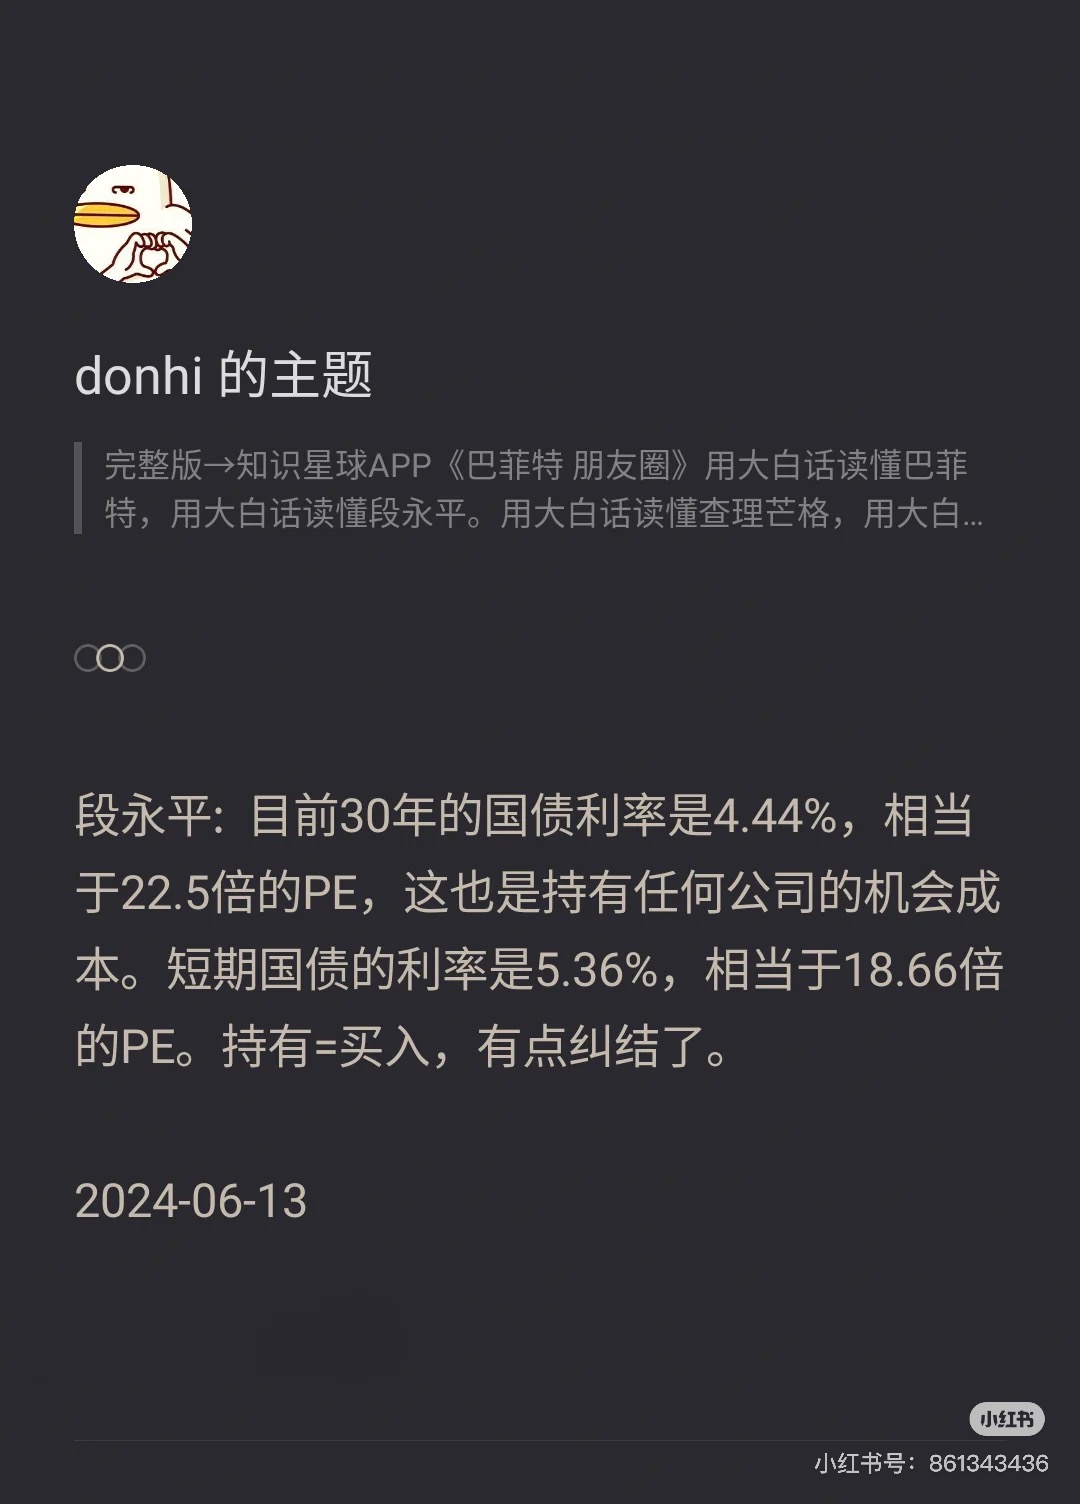 donhi 的主题
完整版→知识星球APP《巴菲特 朋友圈》用大白话读懂巴菲
特，用大白话读懂段永平。用大白话读懂查理芒格，用大白...
段永平：目前30年的国债利率是4.44%，相当
于22.5倍的PE，这也是持有任何公司的机会成
本。短期国债的利率是5.36%，相当于18.66倍
的PE。持有=买入，有点纠结了。
2024-06-13
小红书
小红书号：861343436